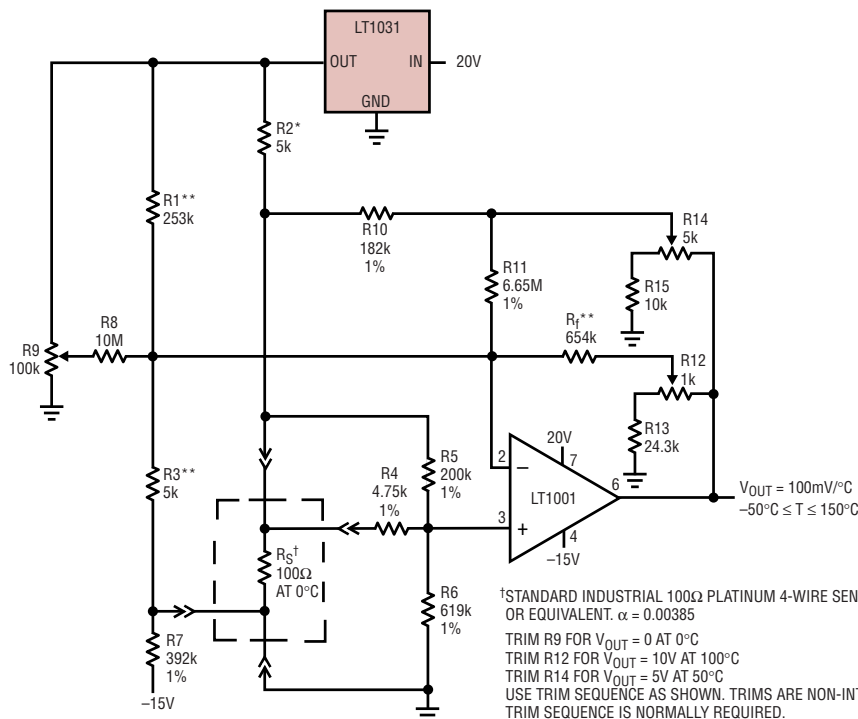 LT1031
OUT
IN
20V
GND
R2*
5k
R1**
253k
R10
182k
1%
R14
5k
R11
6.65M
1%
R15
10k
R8
10M
Rf**
654k
R9
100k
R12
1k
R13
24.3k
R3**
5k
R4
4.75k
1%
R5
200k
1%
20V
2
7
−
LT1001
6
3
+
4
−15V
VOUT = 100mV/°C
−50°C ≤ T ≤ 150°C
RS†
100Ω
AT 0°C
R6
619k
1%
R7
392k
1%
−15V
†STANDARD INDUSTRIAL 100Ω PLATINUM 4-WIRE
OR EQUIVALENT. α = 0.00385
TRIM R9 FOR VOUT = 0 AT 0°C
TRIM R12 FOR VOUT = 10V AT 100°C
TRIM R14 FOR VOUT = 5V AT 50°C
USE TRIM SEQUENCE AS SHOWN. TRIMS ARE
TRIM SEQUENCE IS NORMALLY REQUIRED.